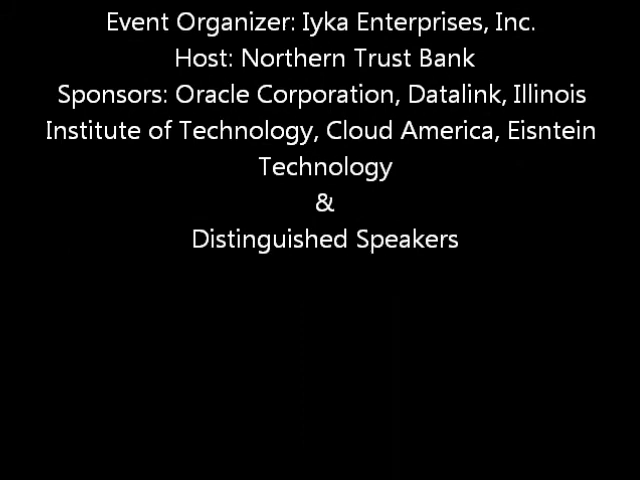 Event Organizer: Iyka Enterprises, Inc.
Host: Northern Trust Bank
Sponsors: Oracle Corporation, Datalink, Illinois
Institute of Technology, Cloud America, Eisntein
Technology
&
Distinguished Speakers